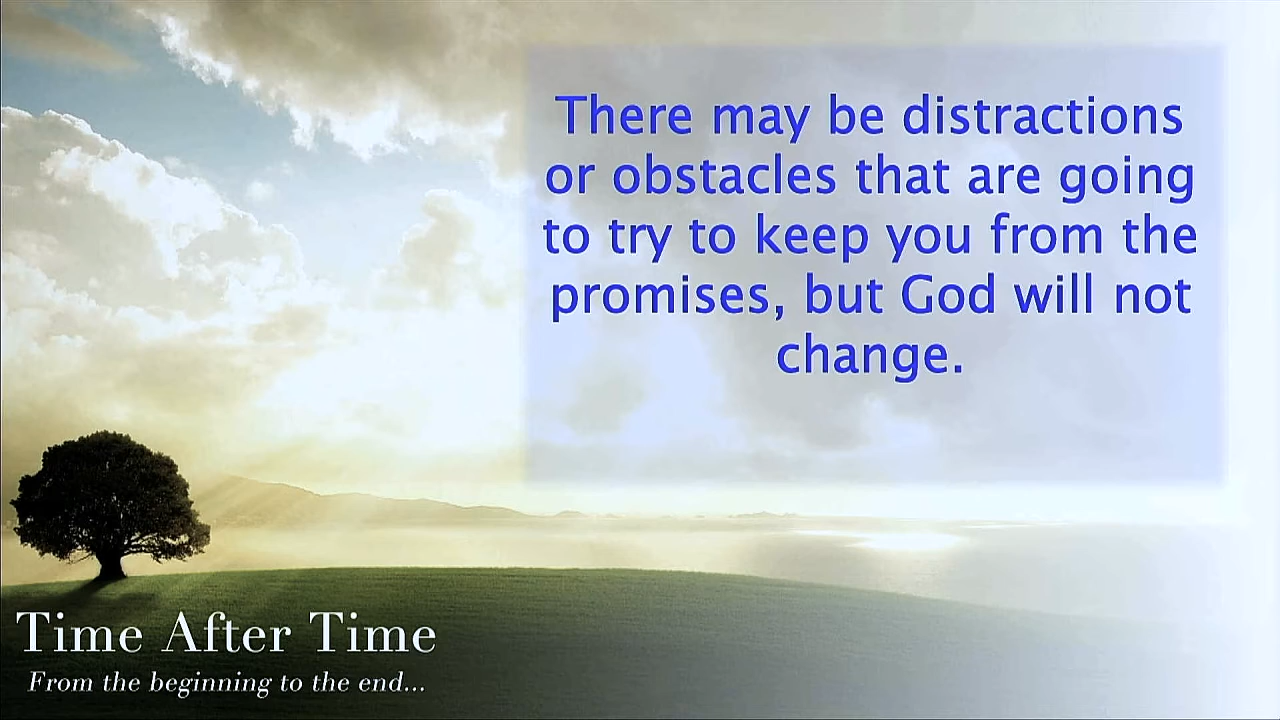 There may be distractions
or obstacles that are going
to try to keep you from the
promises, but God will not
change.
Time After Time
From the beginning to the end...